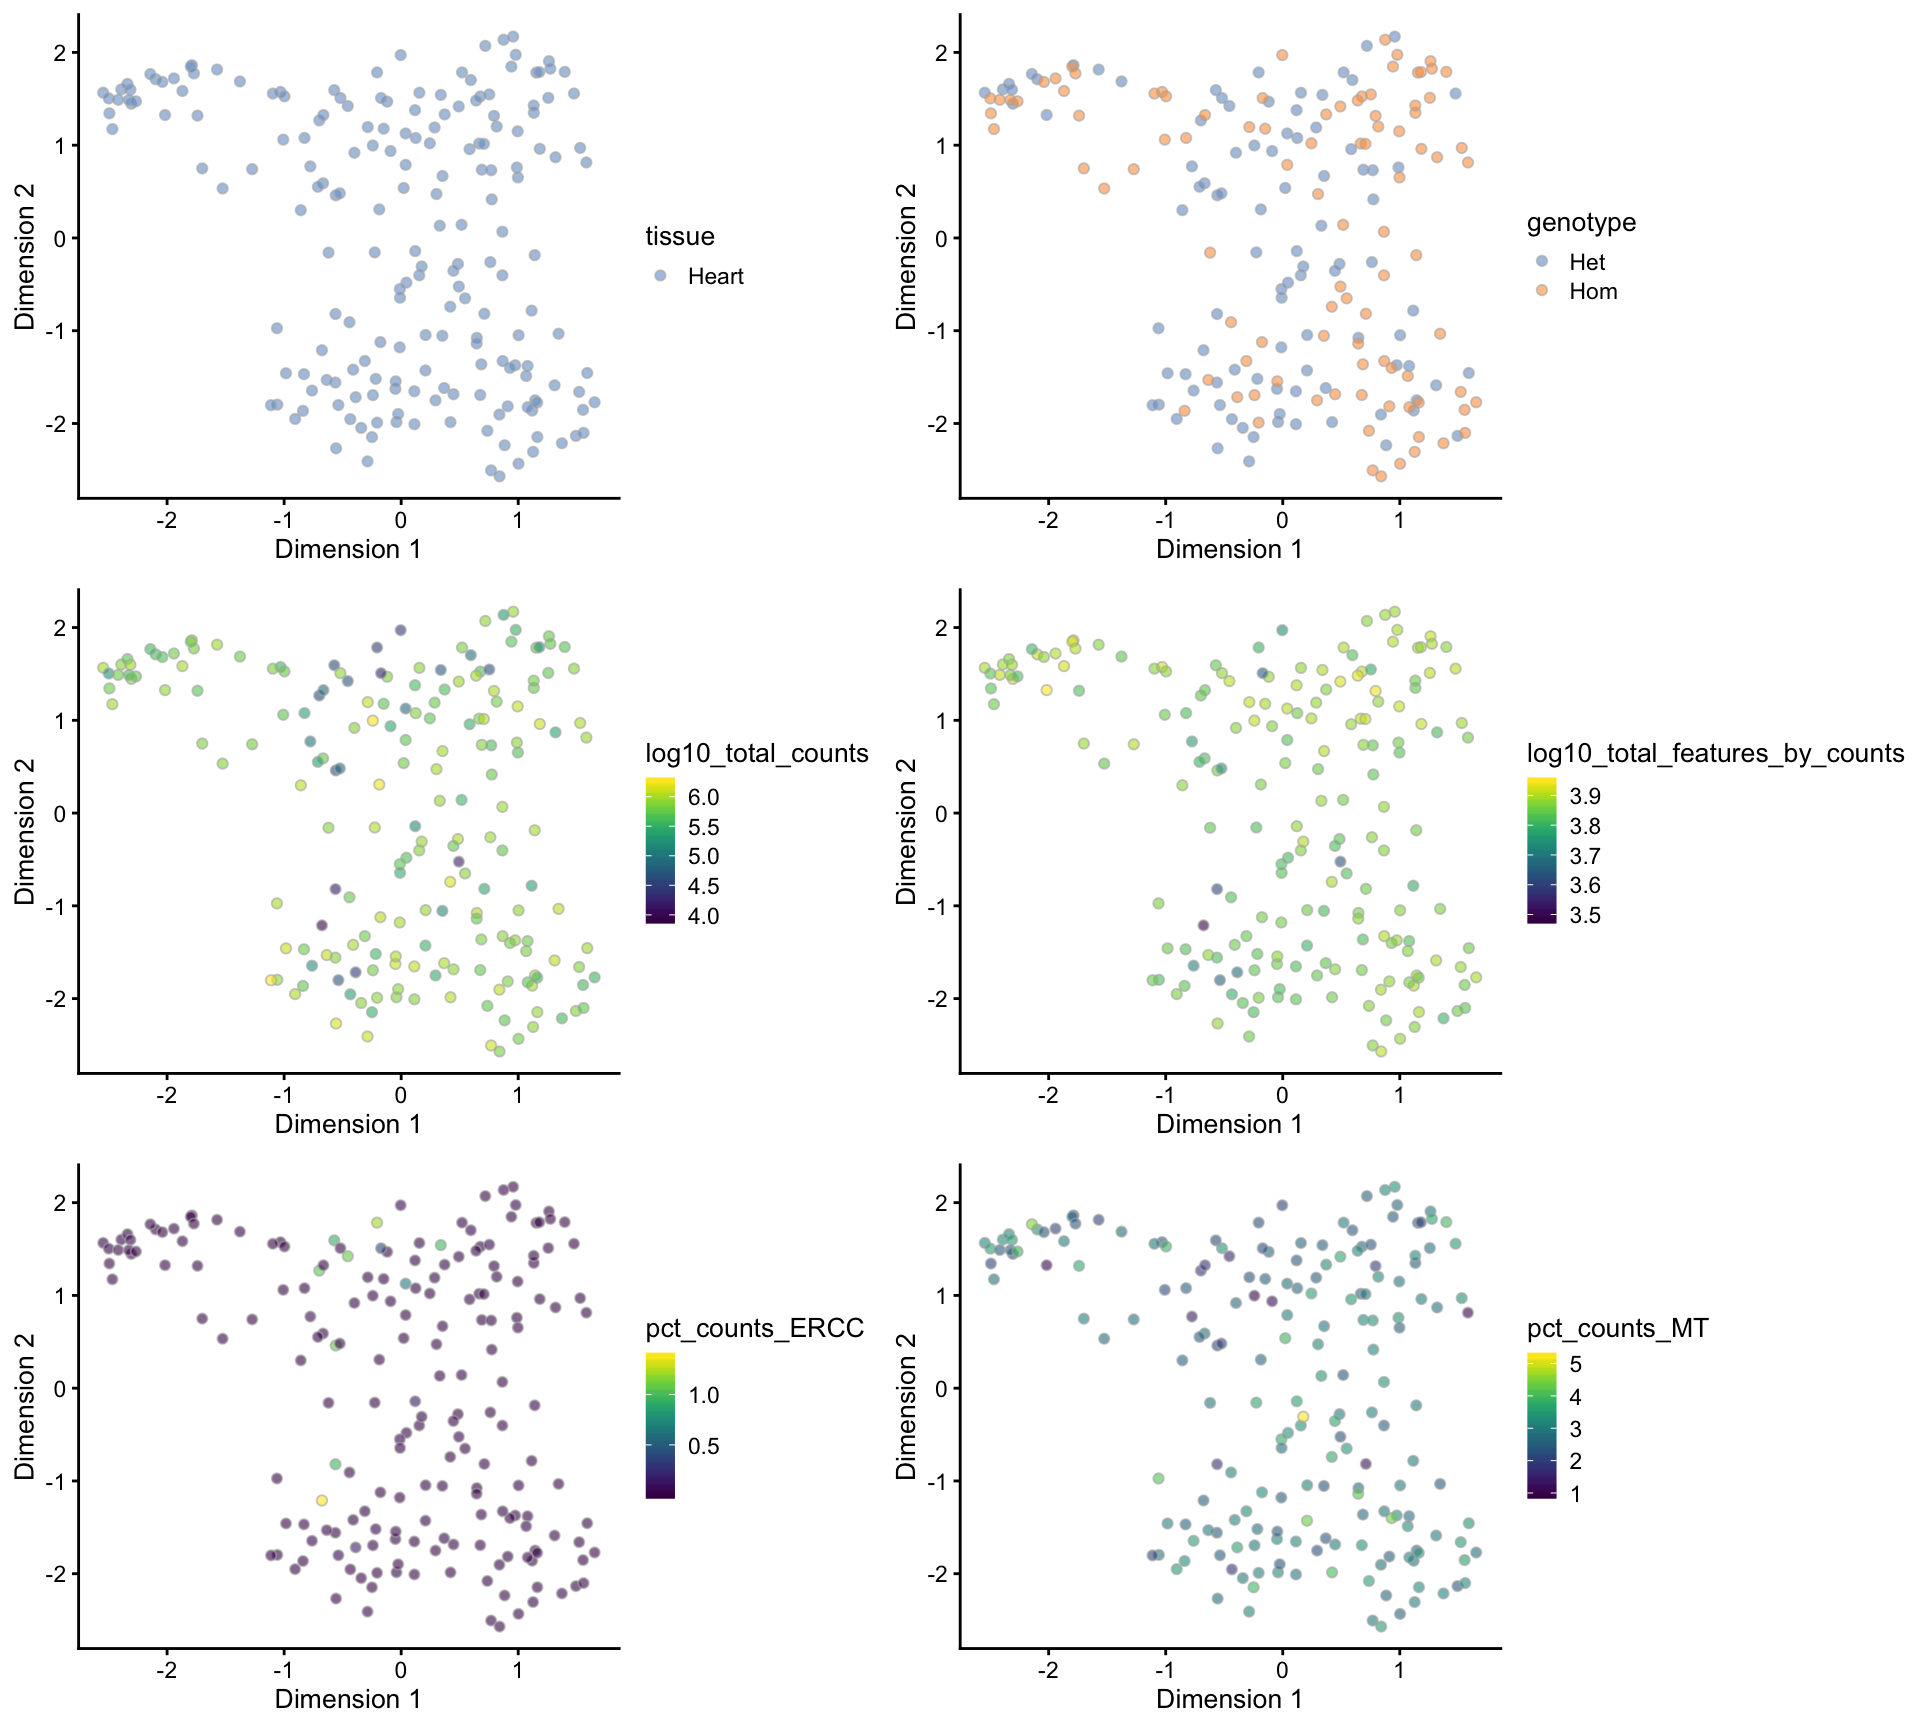 2
1
0
-1
-2
Dimension 2
-2 -1 0 1
Dimension 1
tissue
Heart
2
1
0
-1
-2
Dimension 2
-2 -1 0 1
Dimension 1
genotype
Het
Hom
2
1
0
-1
-2
Dimension 2
-2 -1 0 1
Dimension 1
log10_total_counts
6.0
5.5
5.0
4.5
4.0
2
1
0
-1
-2
Dimension 2
-2 -1 0 1
Dimension 1
log10_total_features_by_counts
3.9
3.8
3.7
3.6
3.5
2
1
0
-1
-2
Dimension 2
-2 -1 0 1
Dimension 1
pct_counts_ERCC
1.0
0.5
2
1
0
-1
-2
Dimension 2
-2 -1 0 1
Dimension 1
pct_counts_MT
5
4
3
2
1